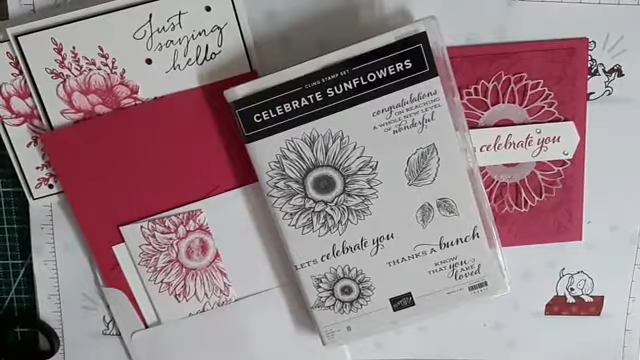 Just
saying
hello
CLING STAMP SET
CELEBRATE SUNFLOWERS
congratulations
ON REACHING
A WHOLE NEW LEVEL
OF wonderful
LET'S celebrate you
THANKS A bunch
KNOW
THAT you
ARE
loved
celebrate you